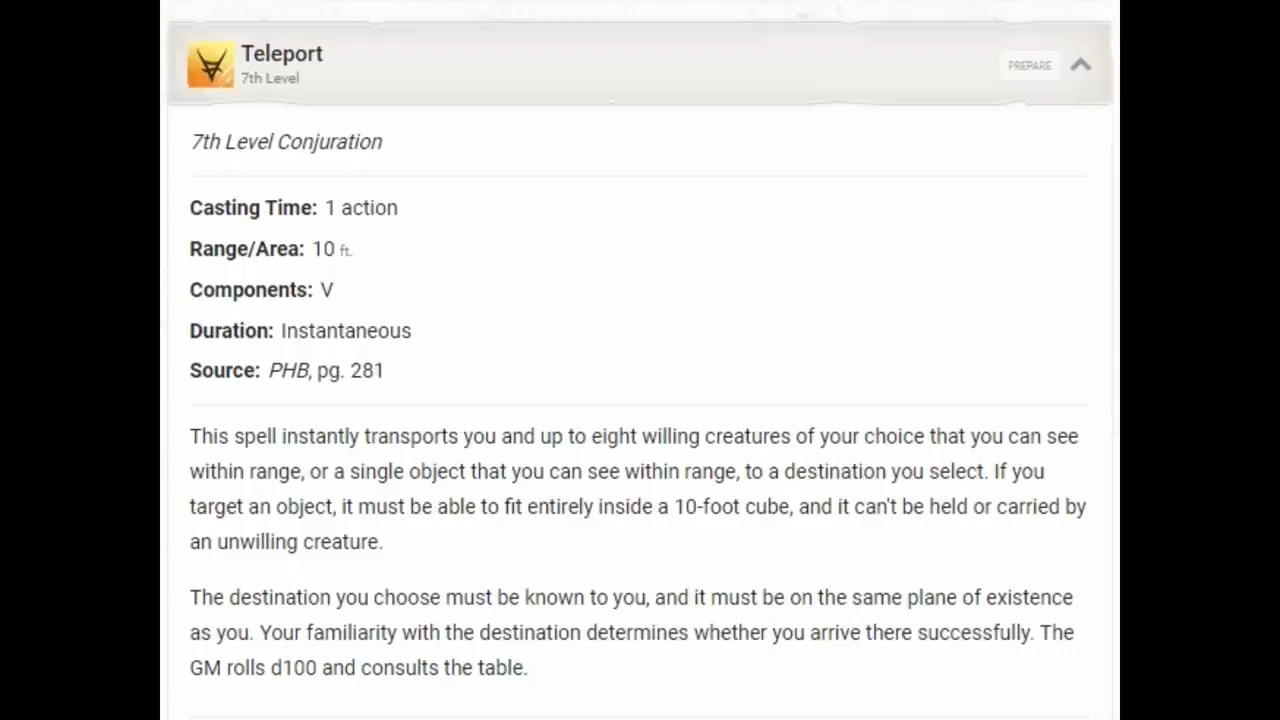 Teleport
7th Level
PREPARE
7th Level Conjuration
Casting Time: 1 action
Range/Area: 10 ft.
Components: V
Duration: Instantaneous
Source: PHB, pg. 281
This spell instantly transports you and up to eight willing creatures of your choice that you can see
within range, or a single object that you can see within range, to a destination you select. If you
target an object, it must be able to fit entirely inside a 10-foot cube, and it can't be held or carried by
an unwilling creature.
The destination you choose must be known to you, and it must be on the same plane of existence
as you. Your familiarity with the destination determines whether you arrive there successfully. The
GM rolls d100 and consults the table.